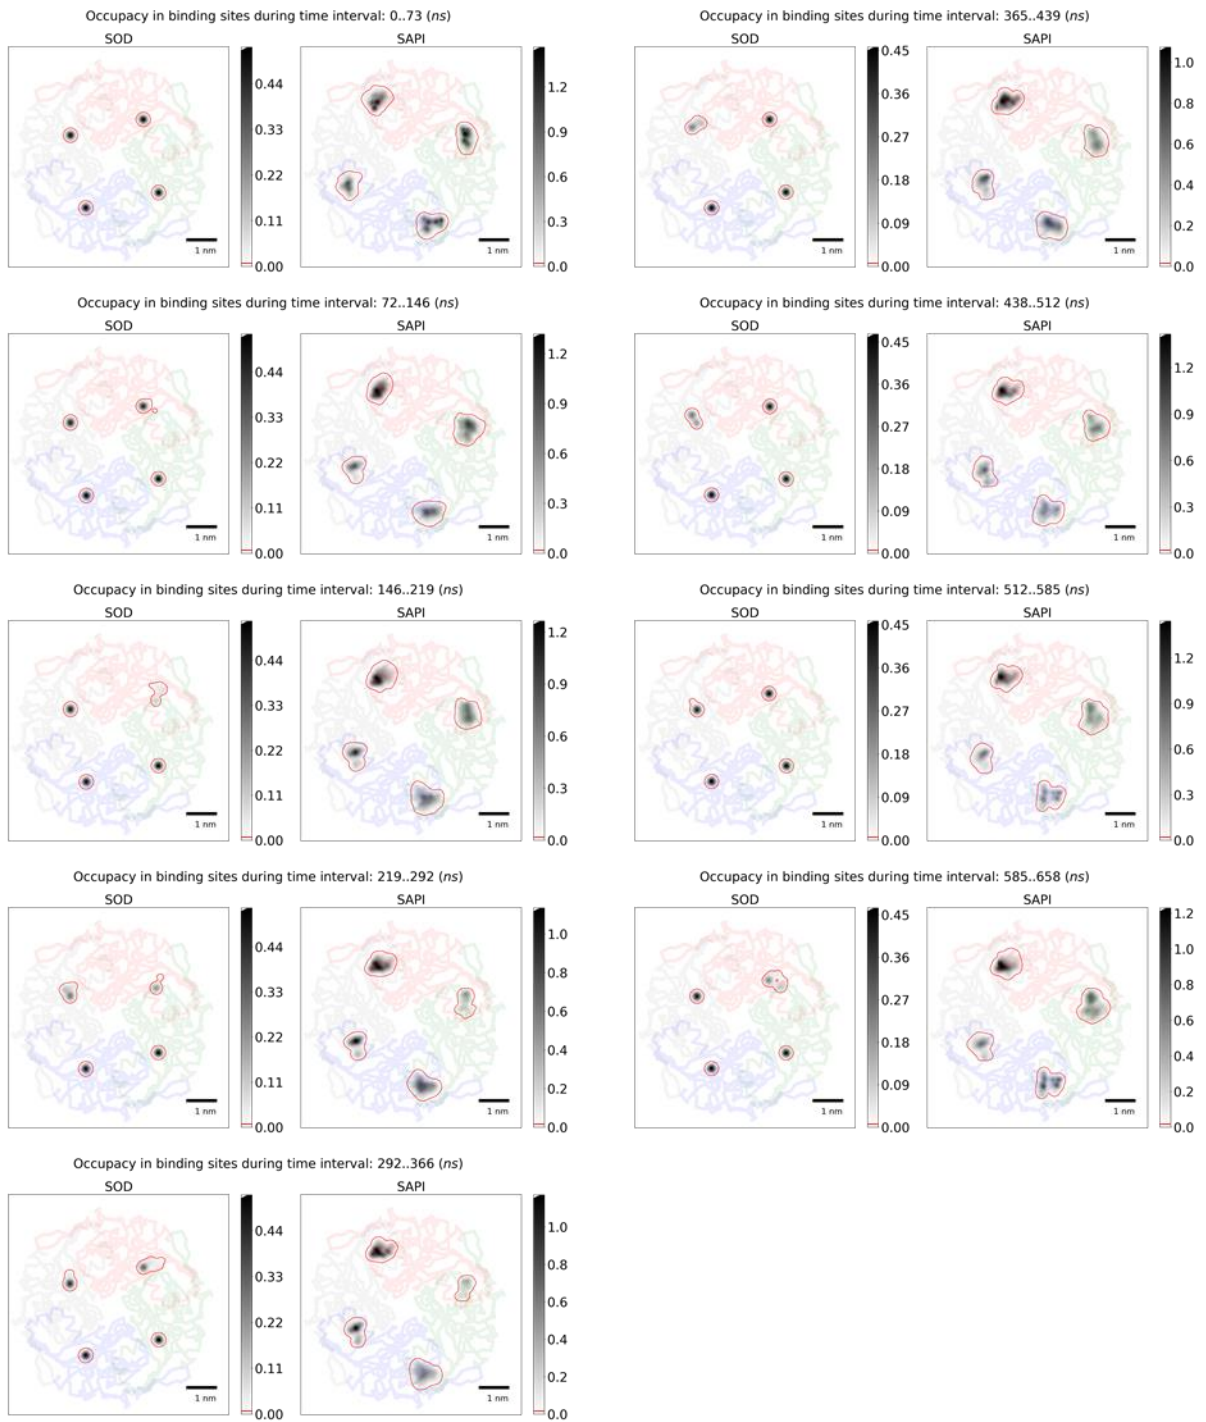 Occupancy in binding sites during time interval: 0..73 (ns)
SOD
SAPI
0.44
0.33
0.22
0.11
0.00
1.2
0.9
0.6
0.3
0.0
1 nm
1 nm
Occupancy in binding sites during time interval: 72..146 (ns)
SOD
SAPI
0.44
0.33
0.22
0.11
0.00
1.2
0.9
0.6
0.3
0.0
1 nm
1 nm
Occupancy in binding sites during time interval: 146..219 (ns)
SOD
SAPI
0.44
0.33
0.22
0.11
0.00
1.2
0.9
0.6
0.3
0.0
1 nm
1 nm
Occupancy in binding sites during time interval: 219..292 (ns)
SOD
SAPI
0.44
0.33
0.22
0.11
0.00
1.0
0.8
0.6
0.4
0.2
0.0
1 nm
1 nm
Occupancy in binding sites during time interval: 292..366 (ns)
SOD
SAPI
0.44
0.33
0.22
0.11
0.00
1.0
0.8
0.6
0.4
0.2
0.0
1 nm
1 nm
Occupancy in binding sites during time interval: 365..439 (ns)
SOD
SAPI
0.45
0.36
0.27
0.18
0.09
0.00
1.0
0.8
0.6
0.4
0.2
0.0
1 nm
1 nm
Occupancy in binding sites during time interval: 438..512 (ns)
SOD
SAPI
0.45
0.36
0.27
0.18
0.09
0.00
1.2
0.9
0.6
0.3
0.0
1 nm
1 nm
Occupancy in binding sites during time interval: 512..585 (ns)
SOD
SAPI
0.45
0.36
0.27
0.18
0.09
0.00
1.2
0.9
0.6
0.3
0.0
1 nm
1 nm
Occupancy in binding sites during time interval: 585..658 (ns)
SOD
SAPI
0.45
0.36
0.27
0.18
0.09
0.00
1.2
1.0
0.8
0.6
0.4
0.2
0.0
1 nm
1 nm